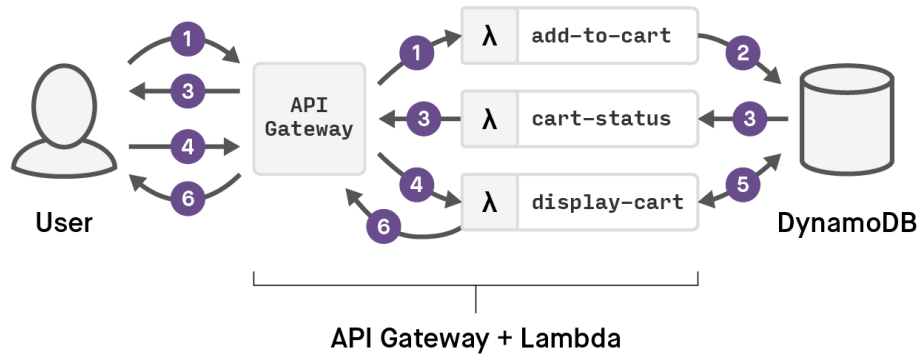 1
1
λ add-to-cart
2
3
API
Gateway
3
λ cart-status
3
4
4
λ display-cart
5
6
6
User
DynamoDB
API Gateway + Lambda